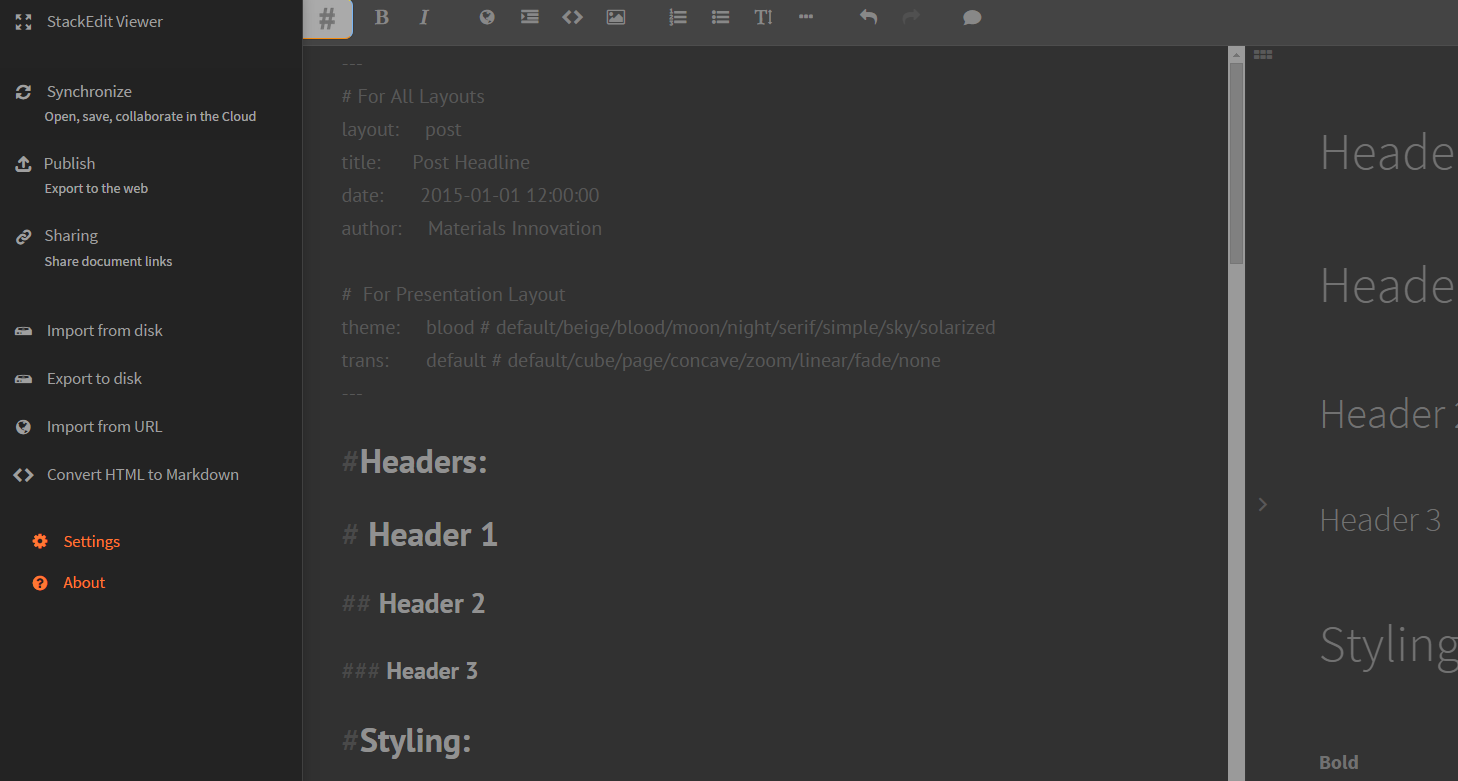 StackEdit Viewer
Synchronize
Open, save, collaborate in the Cloud
Publish
Export to the web
Sharing
Share document links
Import from disk
Export to disk
Import from URL
Convert HTML to Markdown
Settings
About
#
B I
---
# For All Layouts
layout: post
title: Post Headline
date: 2015-01-01 12:00:00
author: Materials Innovation
# For Presentation Layout
theme: blood # default/beige/blood/moon/night/serif/simple/sky/solarized
trans: default # default/cube/page/concave/zoom/linear/fade/none
---
#Headers:
# Header 1
## Header 2
### Header 3
#Styling:
Heade
Heade
Header 2
Header 3
Styling
Bold